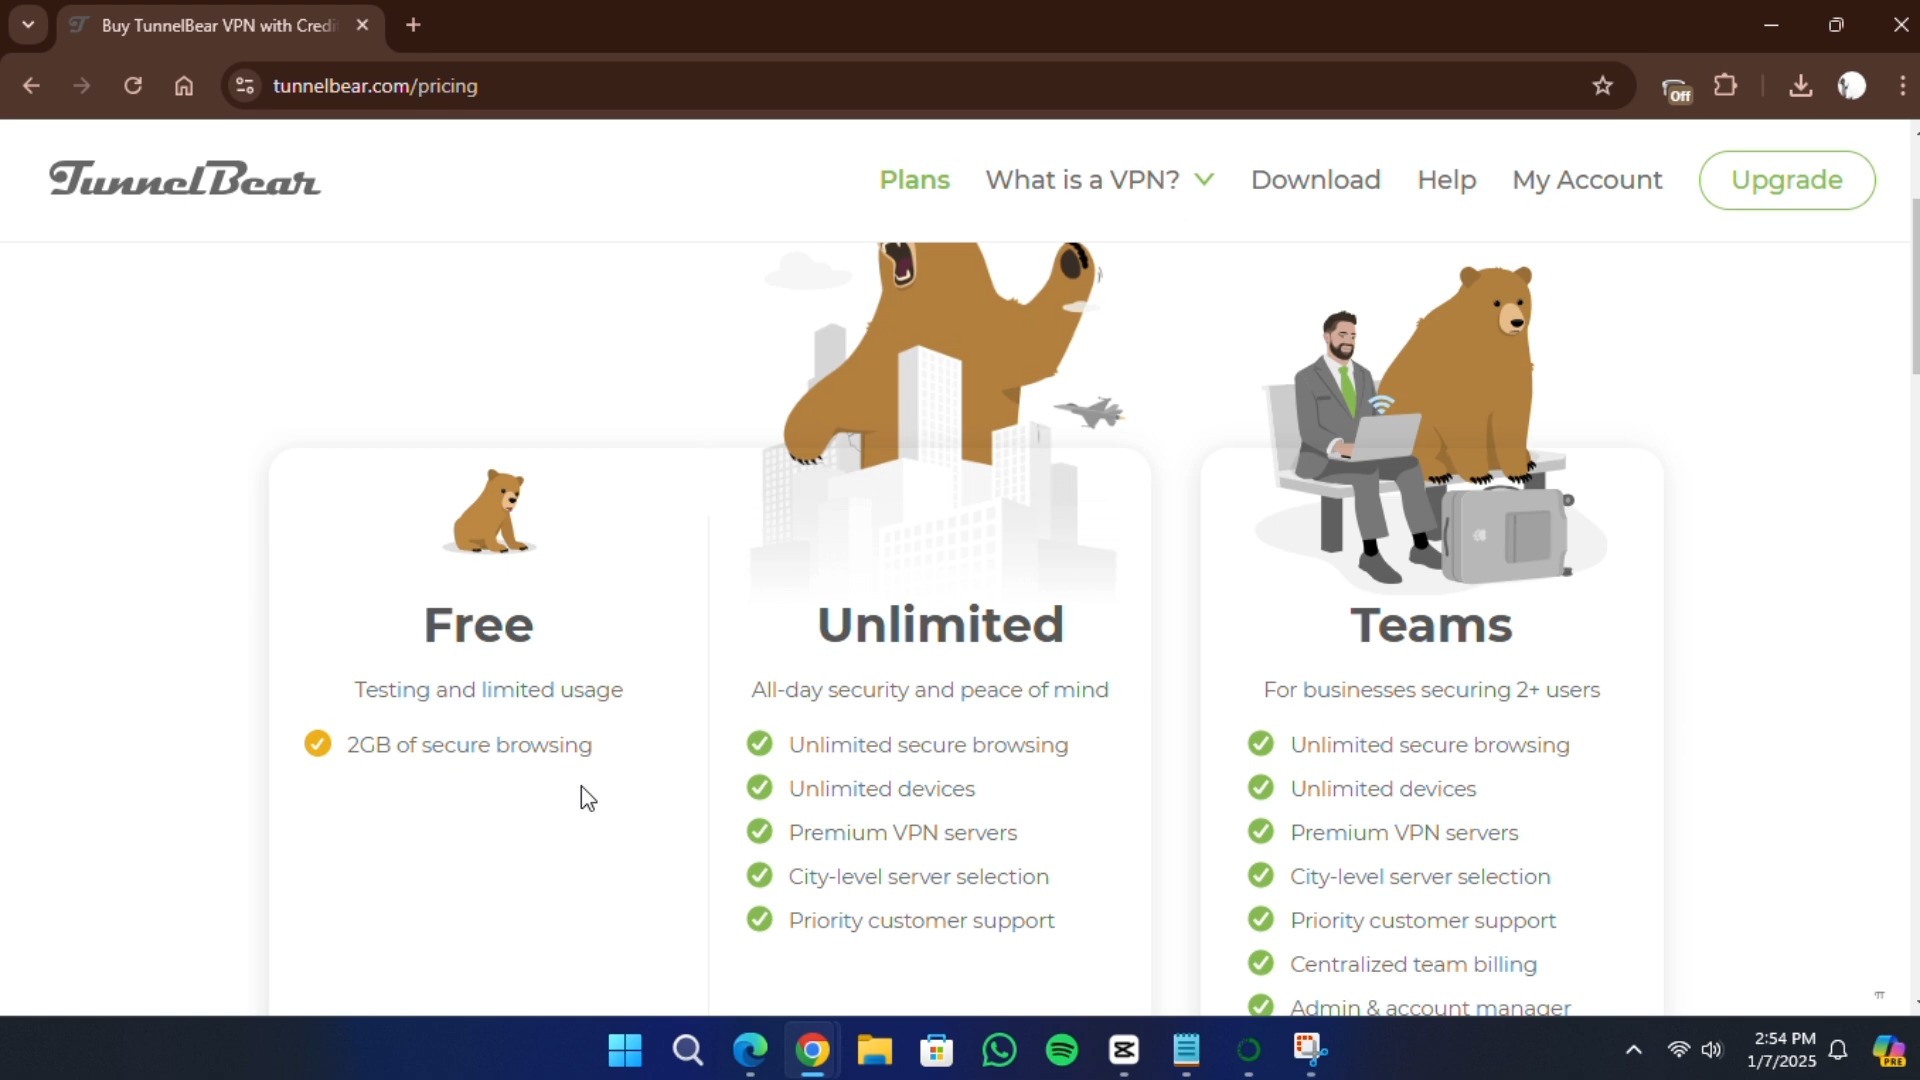 Buy TunnelBear VPN with Credi
tunnelbear.com/pricing
Off
TunnelBear
Plans
What is a VPN?
Download
Help
My Account
Upgrade
Free
Testing and limited usage
2GB of secure browsing
Unlimited
All-day security and peace of mind
Unlimited secure browsing
Unlimited devices
Premium VPN servers
City-level server selection
Priority customer support
Teams
For businesses securing 2+ users
Unlimited secure browsing
Unlimited devices
Premium VPN servers
City-level server selection
Priority customer support
Centralized team billing
Admin & account manager
2:54 PM
1/7/2025
PRE